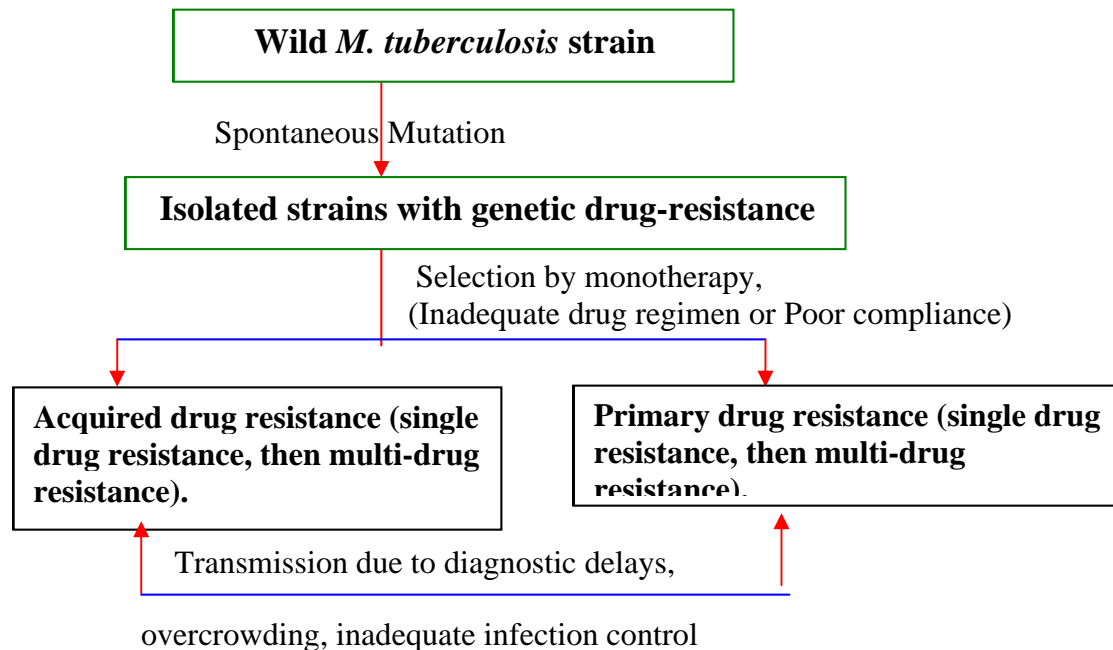 Wild M. tuberculosis strain
Spontaneous Mutation
Isolated strains with genetic drug-resistance
Selection by monotherapy,
(Inadequate drug regimen or Poor compliance)
Acquired drug resistance (single
drug resistance, then multi-drug
resistance).
Primary drug resistance (single drug
resistance, then multi-drug
resistance).
Transmission due to diagnostic delays,
overcrowding, inadequate infection control